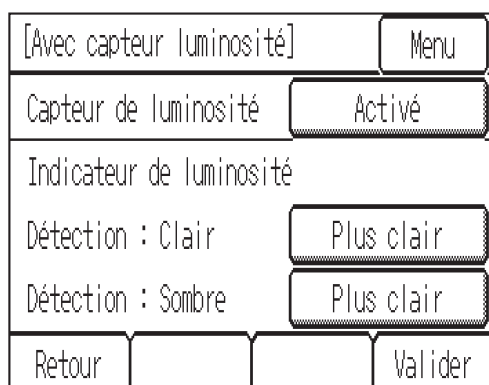 [Avec capteur luminosité] Menu
Capteur de luminosité Activé
Indicateur de luminosité
Détection : Clair Plus clair
Détection : Sombre Plus clair
Retour Valider